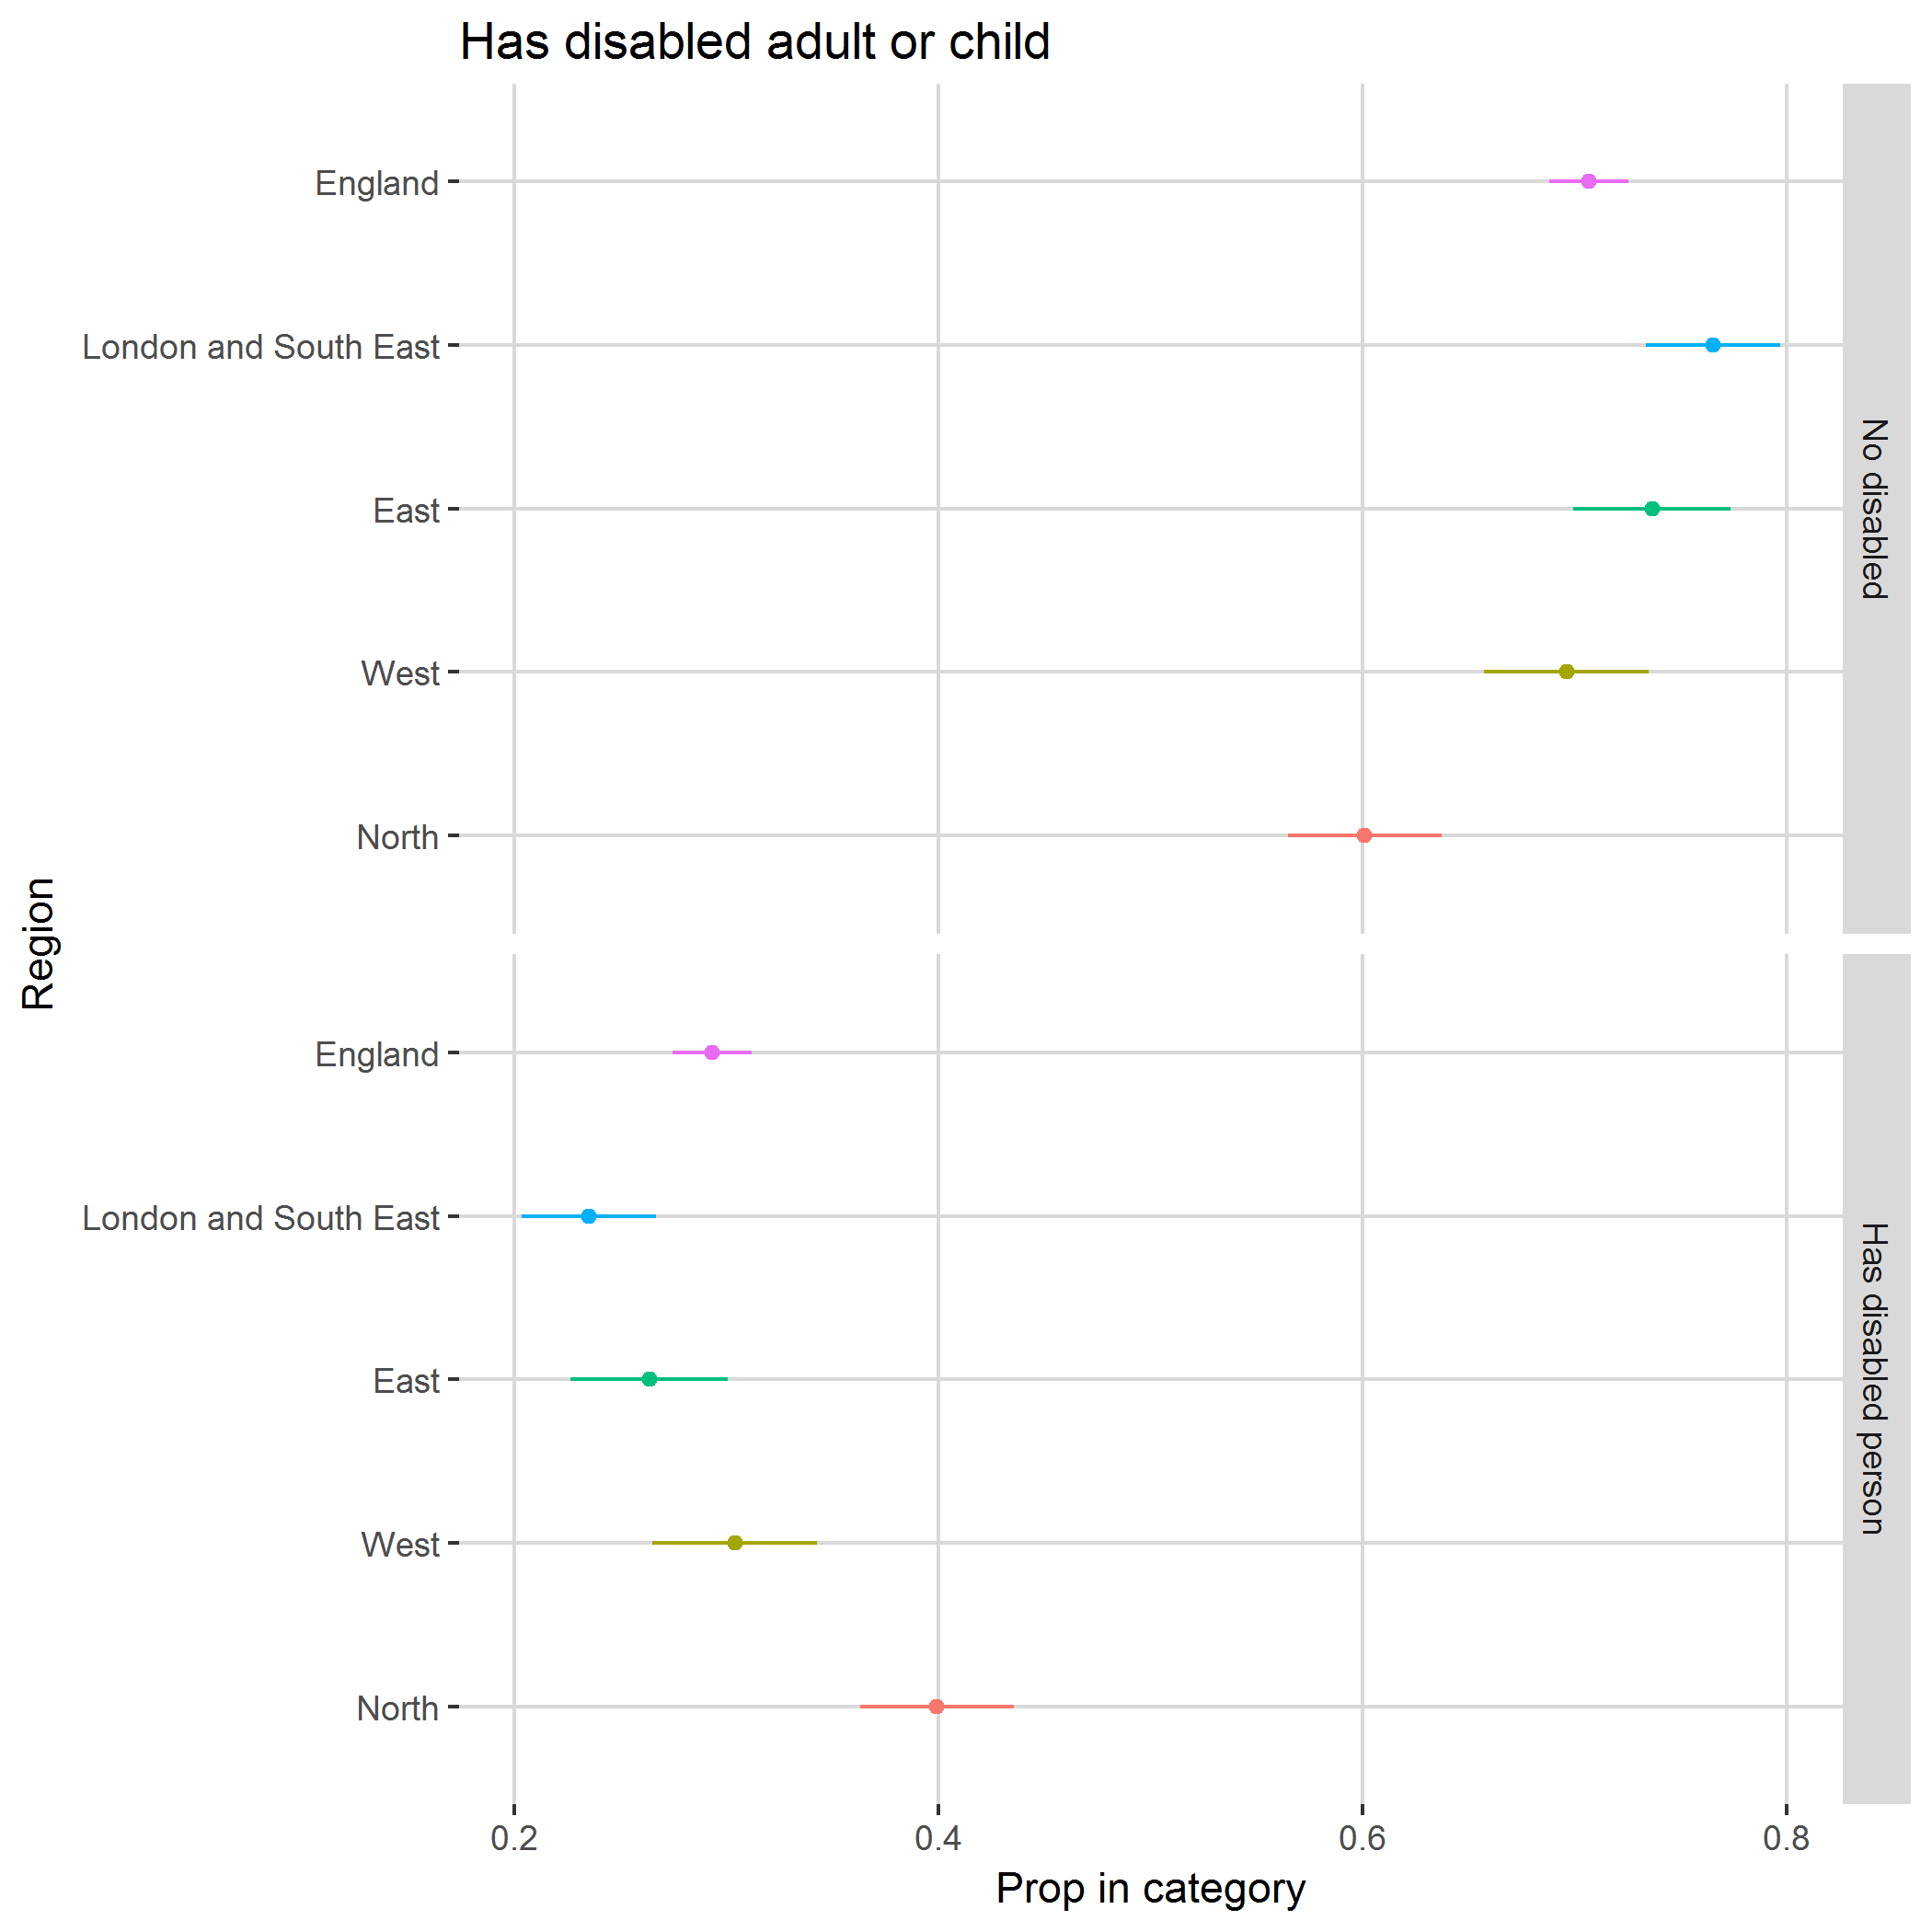 Has disabled adult or child
England
London and South East
East
West
North
No disabled
Region
England
London and South East
East
West
North
Has disabled person
0.2
0.4
0.6
0.8
Prop in category